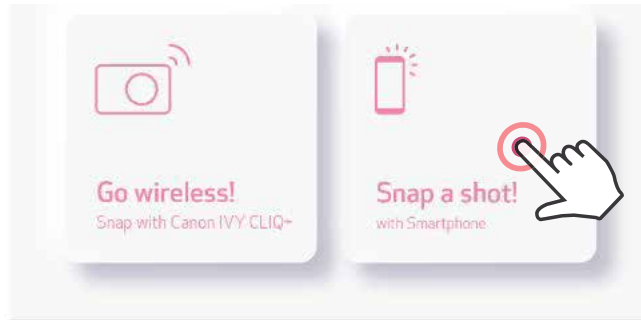 Go wireless!
Snap with Canon IVY CLIQ+
Snap a shot!
with Smartphone